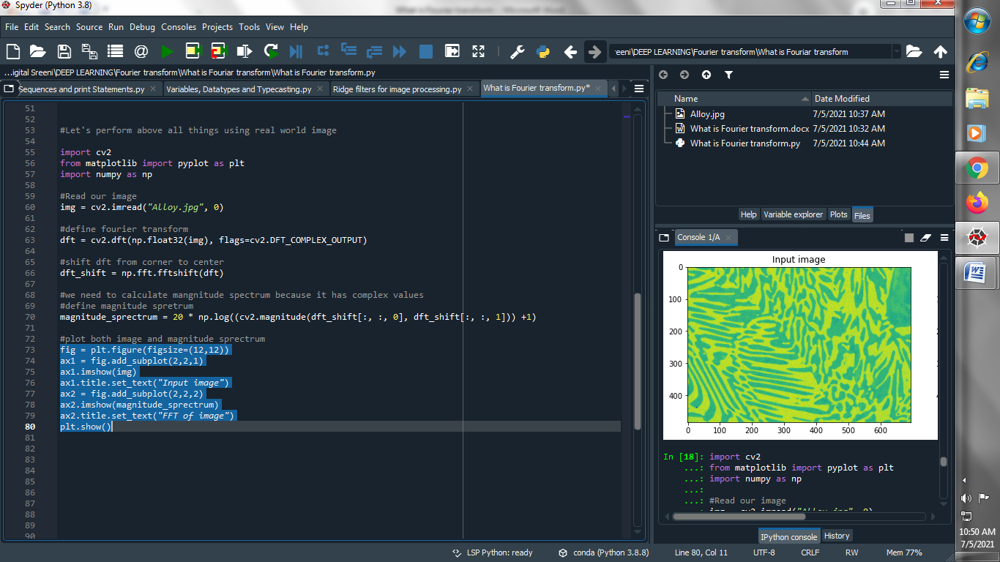 Spyder (Python 3.8)
What is Fourier transform - Microsoft Word
File Edit Search Source Run Debug Consoles Projects Tools View Help
:reeni\DEEP LEARNING\Fourier transform\What is Fouriar transform
...igital Sreeni\DEEP LEARNING\Fourier transform\What is Fouriar transform\What is Fourier transform.py
Sequences and print Statements.py
Variables, Datatypes and Typecasting.py
Ridge filters for image processing.py
What is Fourier transform.py*
51
52
53 #Let's perform above all things using real world image
54
55 import cv2
56 from matplotlib import pyplot as plt
57 import numpy as np
58
59 #Read our image
60 img = cv2.imread("Alloy.jpg", 0)
61
62 #define fourier transform
63 dft = cv2.dft(np.float32(img), flags=cv2.DFT_COMPLEX_OUTPUT)
64
65 #shift dft from corner to center
66 dft_shift = np.fft.fftshift(dft)
67
68 #we need to calculate mangnitude spectrum because it has complex values
69 #define magnitude spretrum
70 magnitude_sprectrum = 20 * np.log((cv2.magnitude(dft_shift[:, :, 0], dft_shift[:, :, 1])) +1)
71
72 #plot both image and magnitude sprectrum
73 fig = plt.figure(figsize=(12,12))
74 ax1 = fig.add_subplot(2,2,1)
75 ax1.imshow(img)
76 ax1.title.set_text("Input image")
77 ax2 = fig.add_subplot(2,2,2)
78 ax2.imshow(magnitude_sprectrum)
79 ax2.title.set_text("FFT of image")
80 plt.show()
81
82
83
84
85
86
87
88
89
90
Name Date Modified
Alloy.jpg 7/5/2021 10:37 AM
What is Fourier transform.docx 7/5/2021 10:32 AM
What is Fourier transform.py 7/5/2021 10:44 AM
Help Variable explorer Plots Files
Console 1/A
Input image
0
100
200
300
400
0 100 200 300 400 500 600
In [18]: import cv2
...: from matplotlib import pyplot as plt
...: import numpy as np
...:
...: #Read our image
...: img = cv2.imread("Alloy.jpg", 0)
IPython console History
LSP Python: ready conda (Python 3.8.8) Line 80, Col 11 UTF-8 CRLF RW Mem 77%
10:50 AM
7/5/2021